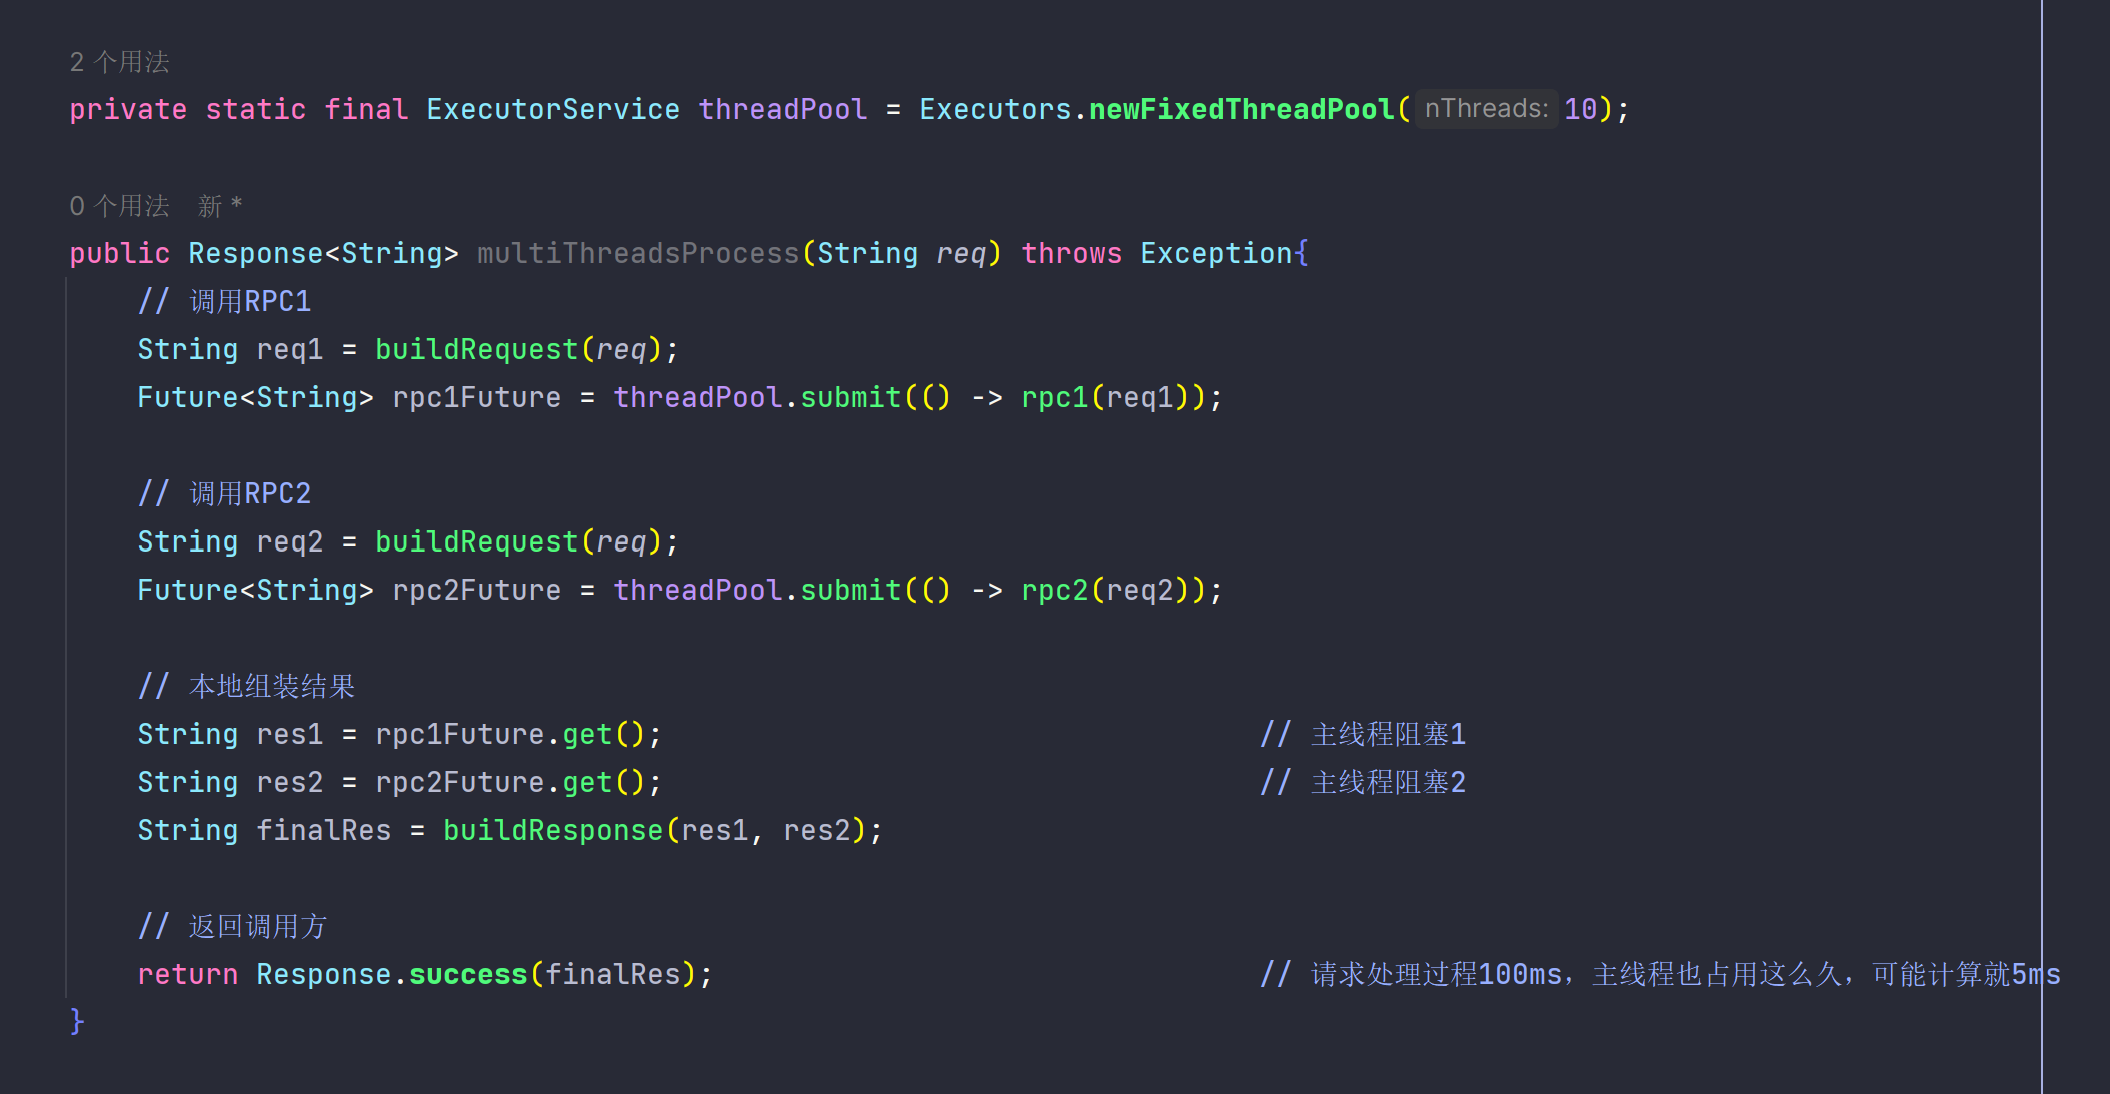 2 个用法
private static final ExecutorService threadPool = Executors.newFixedThreadPool( nThreads: 10);
0 个用法 新 *
public Response<String> multiThreadsProcess(String req) throws Exception{
// 调用RPC1
String req1 = buildRequest(req);
Future<String> rpc1Future = threadPool.submit(() -> rpc1(req1));
// 调用RPC2
String req2 = buildRequest(req);
Future<String> rpc2Future = threadPool.submit(() -> rpc2(req2));
// 本地组装结果
String res1 = rpc1Future.get(); // 主线程阻塞1
String res2 = rpc2Future.get(); // 主线程阻塞2
String finalRes = buildResponse(res1, res2);
// 返回调用方
return Response.success(finalRes); // 请求处理过程100ms，主线程也占用这么久，可能计算就5ms
}